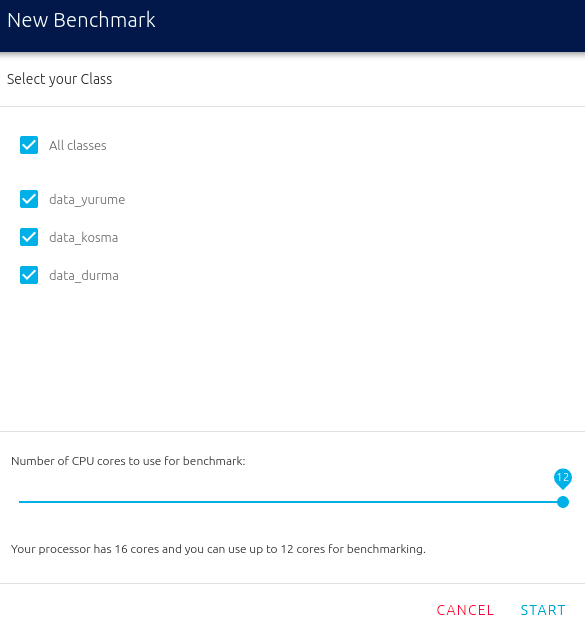 New Benchmark
Select your Class
All classes
data_yurume
data_kosma
data_durma
Number of CPU cores to use for benchmark:
12
Your processor has 16 cores and you can use up to 12 cores for benchmarking.
CANCEL START